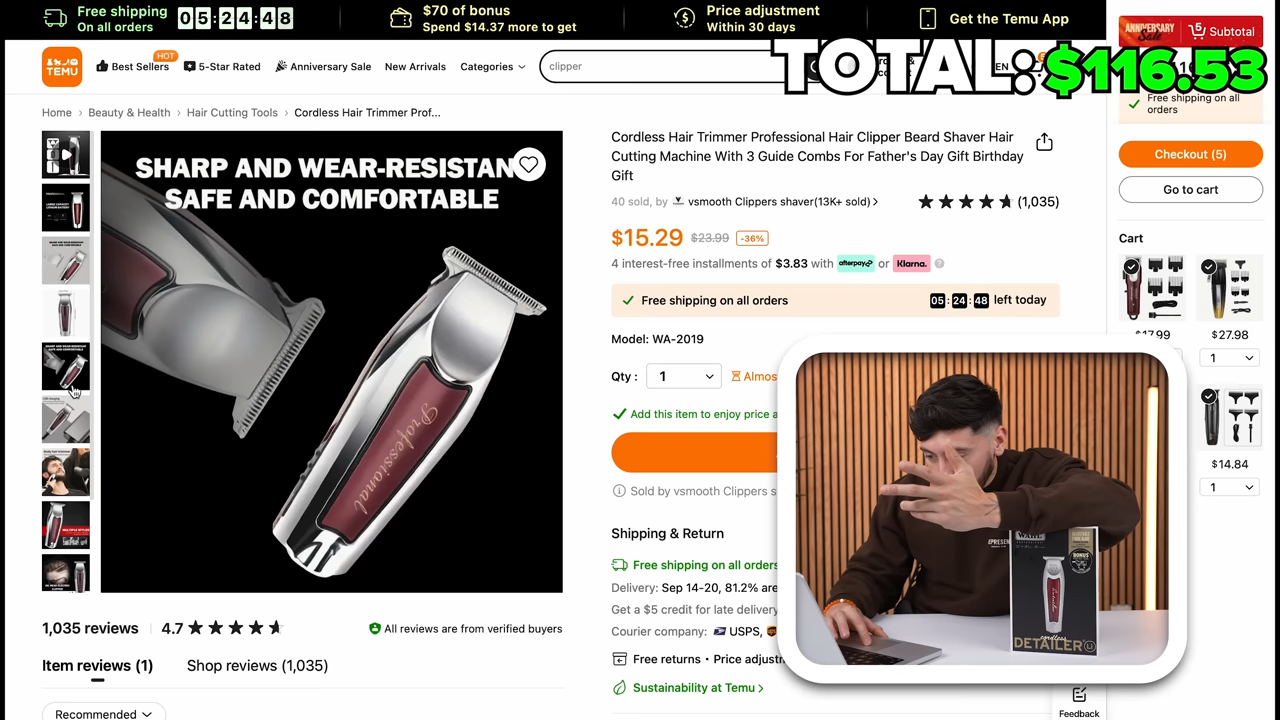 Free shipping
On all orders
05:24:48
$70 of bonus
Spend $14.37 more to get
Price adjustment
Within 30 days
Get the Temu App
ANNIVERSARY
Sale
5
Subtotal
TOTAL: $116.53
TEMU
Best Sellers
HOT
5-Star Rated
Anniversary Sale
New Arrivals
Categories
clipper
EN
Free shipping on all
orders
Checkout (5)
Go to cart
Cart
$27.98
1
$14.84
1
Home > Beauty & Health > Hair Cutting Tools > Cordless Hair Trimmer Prof...
SHARP AND WEAR-RESISTAN
SAFE AND COMFORTABLE
Professional
Cordless Hair Trimmer Professional Hair Clipper Beard Shaver Hair
Cutting Machine With 3 Guide Combs For Father's Day Gift Birthday
Gift
40 sold, by vsmooth Clippers shaver(13K+ sold) >
(1,035)
$15.29 $23.99 -36%
4 interest-free installments of $3.83 with afterpay or Klarna. ?
Free shipping on all orders
05:24:48 left today
Model: WA-2019
Qty : 1
Almos
Add this item to enjoy price a
Sold by vsmooth Clippers s
Shipping & Return
Free shipping on all orders
Delivery: Sep 14-20, 81.2% are
Get a $5 credit for late delivery
Courier company: USPS,
Free returns • Price adjustm
Sustainability at Temu >
WAHL
cordless
DETAILER
Feedback
1,035 reviews
4.7
All reviews are from verified buyers
Item reviews (1)
Shop reviews (1,035)
Recommended